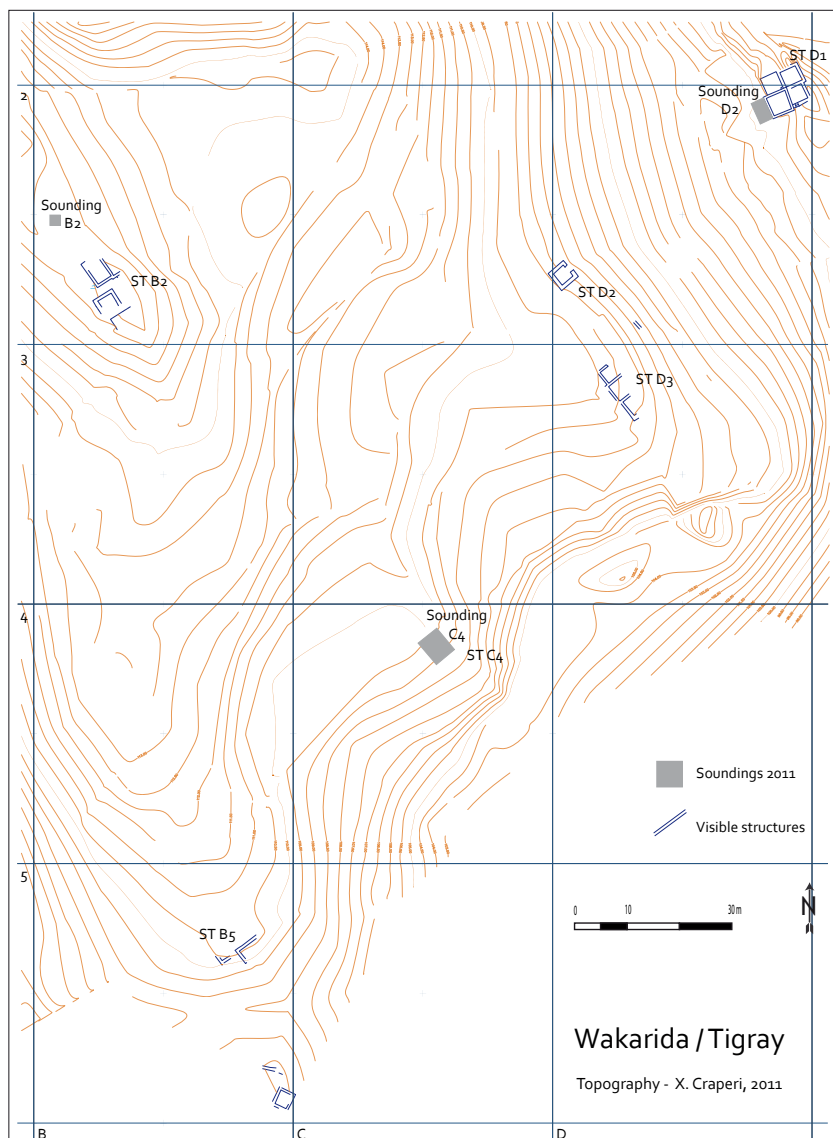 ST D1
2
Sounding
D2
Sounding
B2
ST B2
ST D2
3
ST D3
4
Sounding
C4
ST C4
Soundings 2011
Visible structures
5
0 10 30 m
N
ST B5
Wakarida / Tigray
Topography - X. Craperi, 2011
B C D